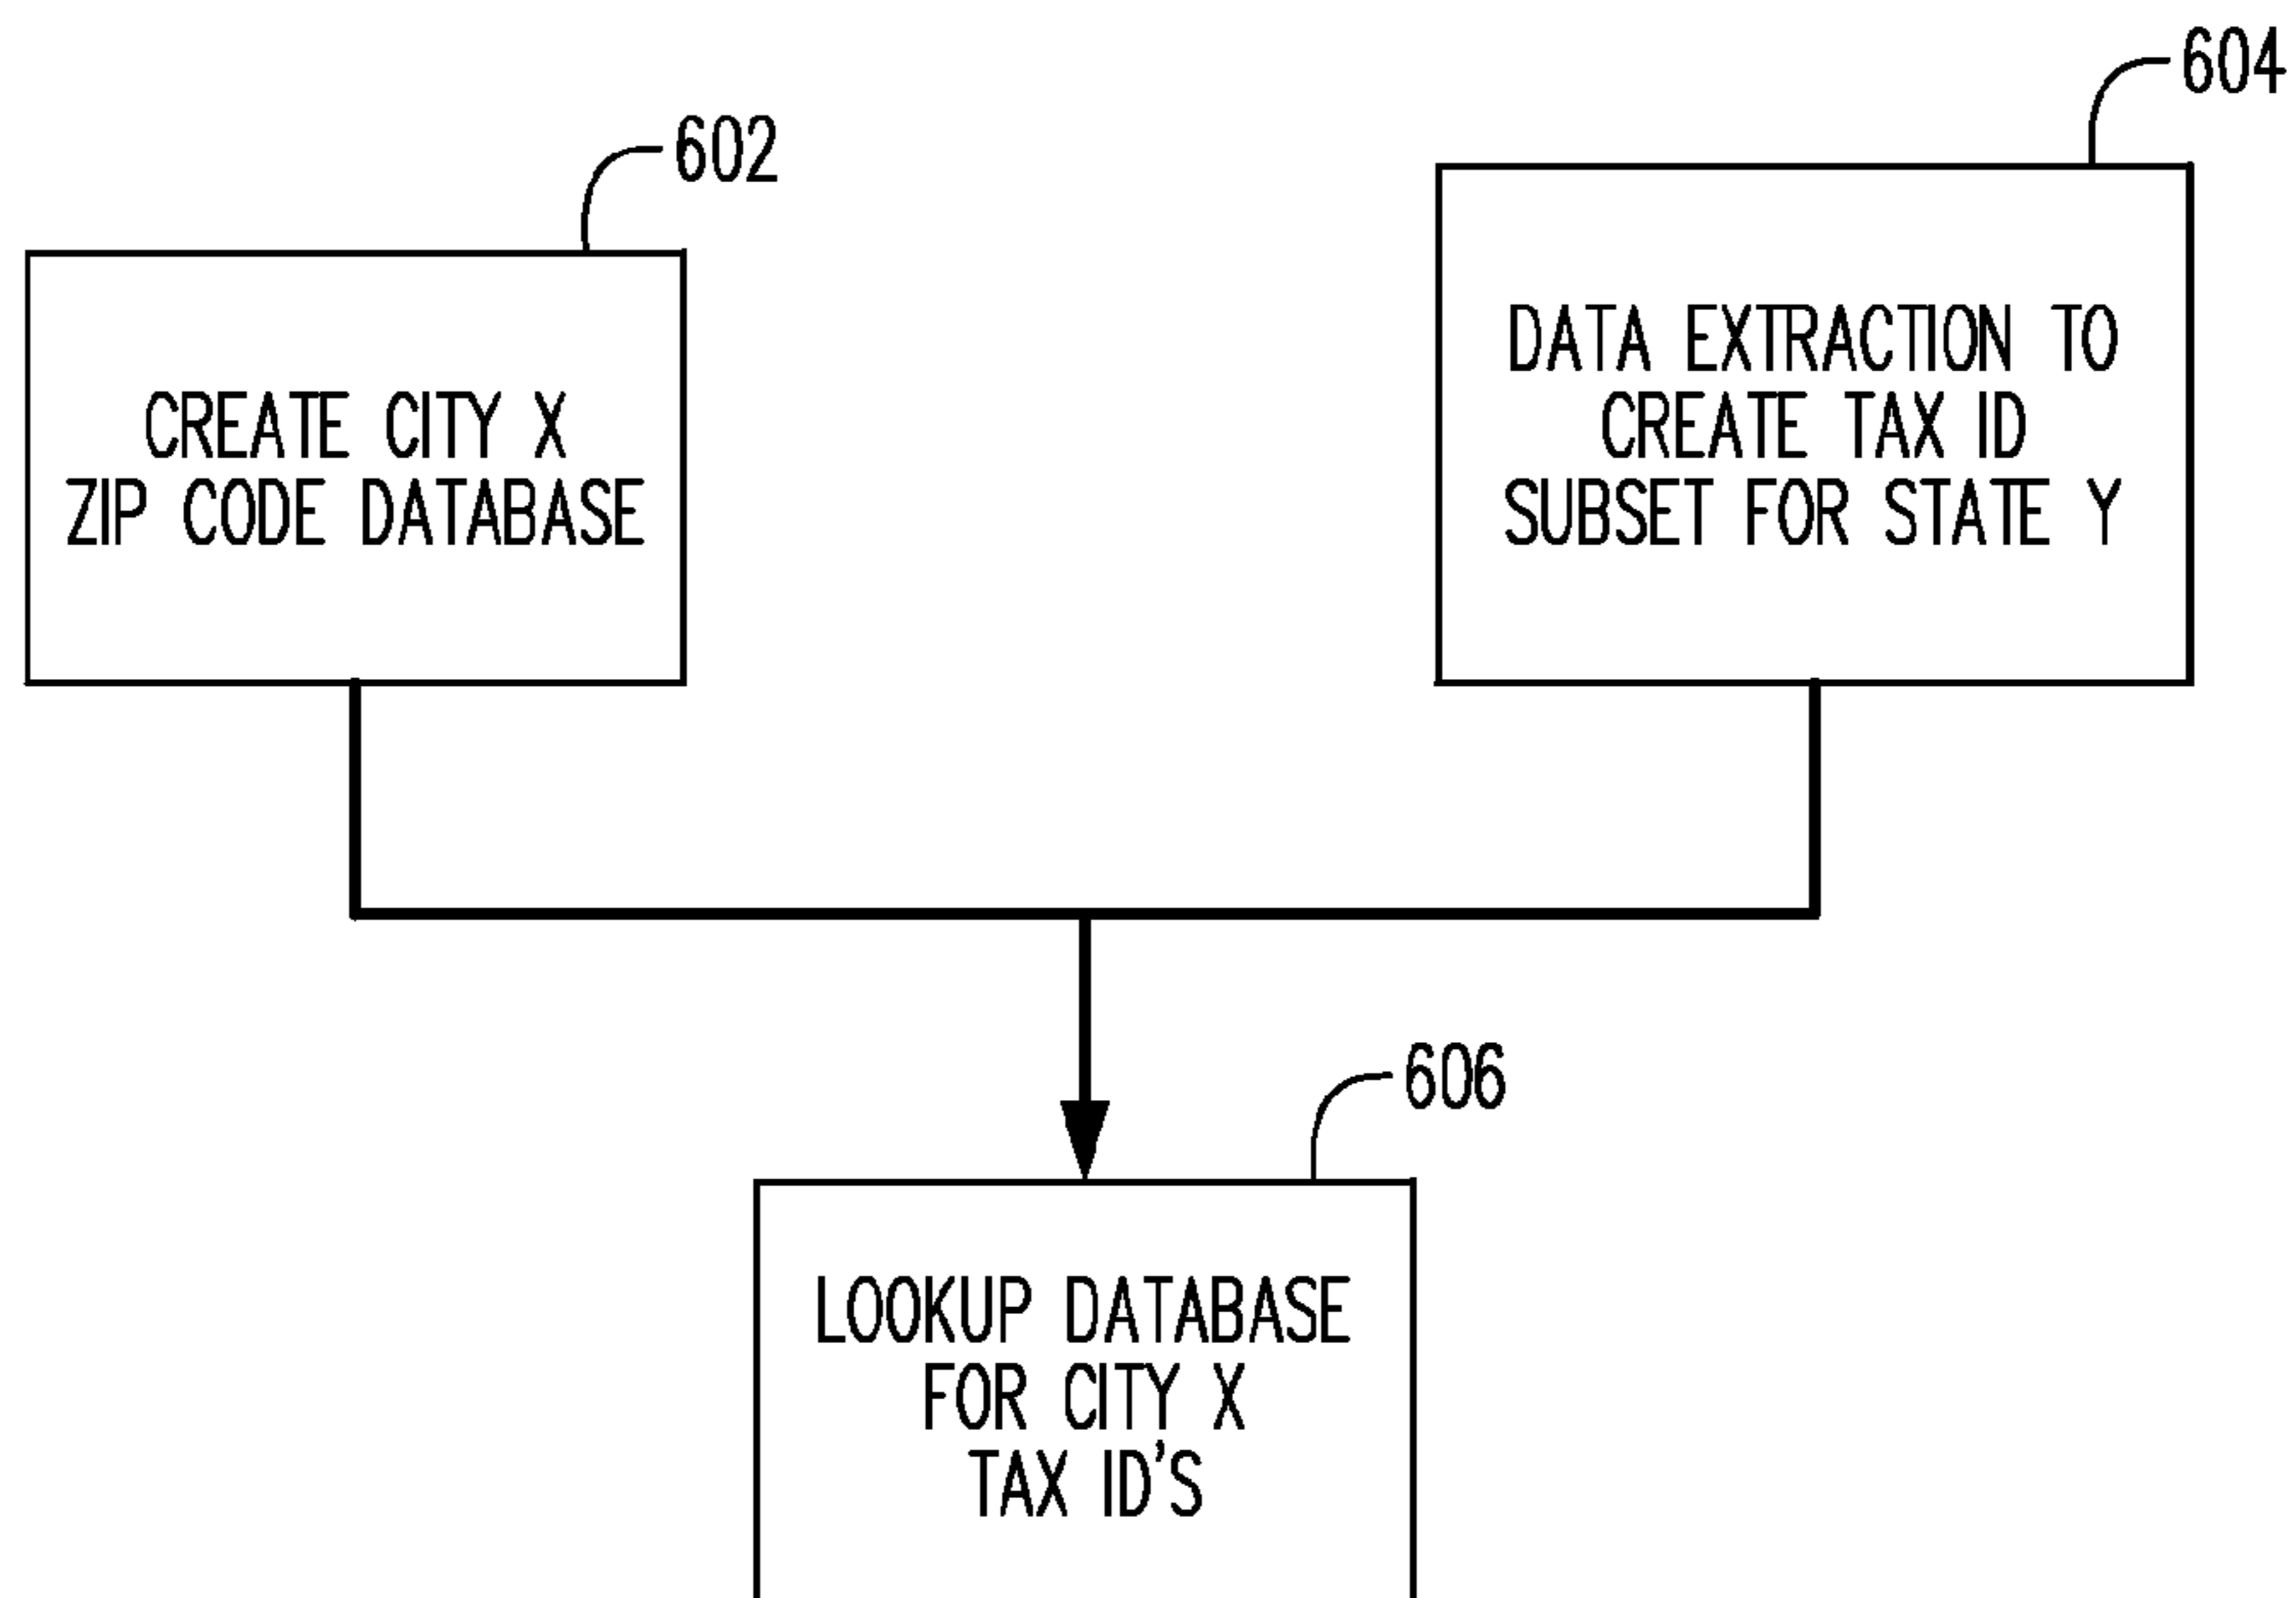 604
602
DATA EXTRACTION TO
CREATE TAX ID
SUBSET FOR STATE Y
CREATE CITY X
ZIP CODE DATABASE
606
LOOKUP DATABASE
FOR CITY X
TAX ID'S